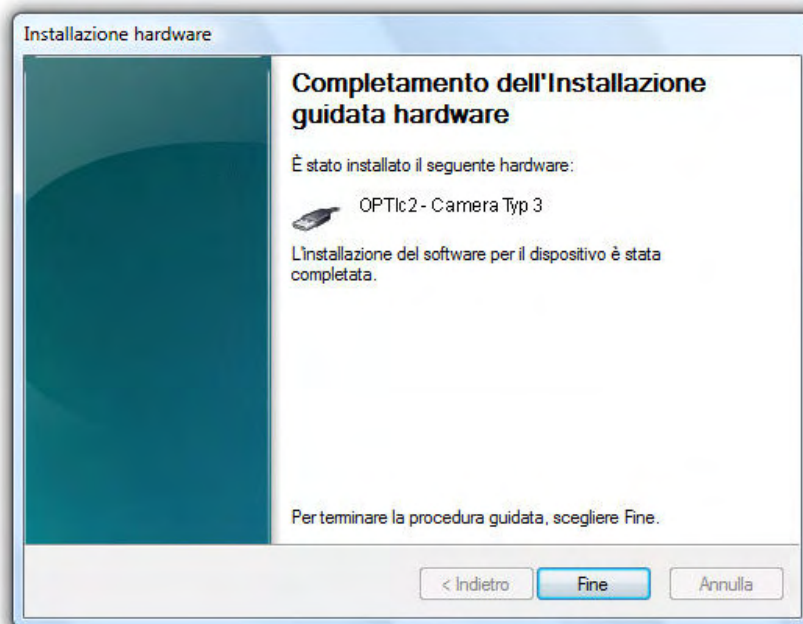 Installazione hardware
Completamento dell'Installazione
guidata hardware
È stato installato il seguente hardware:
OPTIc2 - Camera Typ 3
L'installazione del software per il dispositivo è stata
completata.
Per terminare la procedura guidata, scegliere Fine.
< Indietro Fine Annulla